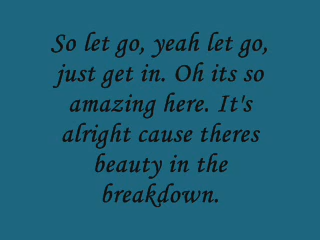 So let go, yeah let go,
just get in. Oh its so
amazing here. It's
alright cause theres
beauty in the
breakdown.